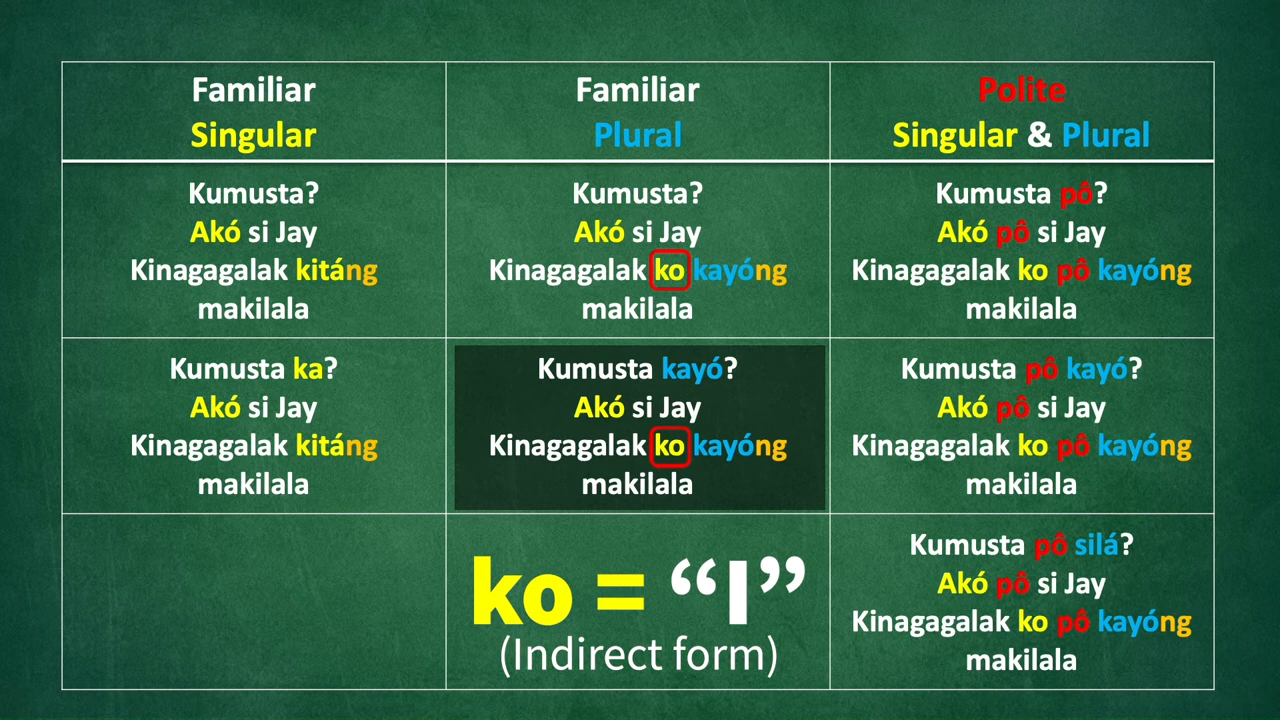 Familiar
Singular
Familiar
Plural
Polite
Singular & Plural
Kumusta?
Akó si Jay
Kinagagalak kitáng
makilala
Kumusta?
Akó si Jay
Kinagagalak ko kayóng
makilala
Kumusta pô?
Akó pô si Jay
Kinagagalak ko pô kayóng
makilala
Kumusta ka?
Akó si Jay
Kinagagalak kitáng
makilala
Kumusta kayó?
Akó si Jay
Kinagagalak ko kayóng
makilala
Kumusta pô kayó?
Akó pô si Jay
Kinagagalak ko pô kayóng
makilala
ko = “I”
(Indirect form)
Kumusta pô silá?
Akó pô si Jay
Kinagagalak ko pô kayóng
makilala